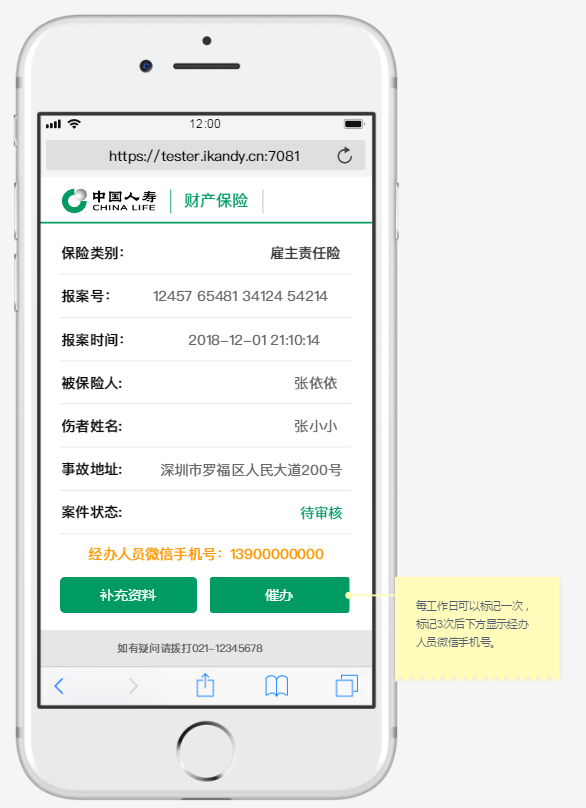 12:00
https://tester.ikandy.cn:7081
中国人寿
CHINA LIFE
财产保险
保险类别： 雇主责任险
报案号： 12457 65481 34124 54214
报案时间： 2018-12-01 21:10:14
被保险人: 张依依
伤者姓名: 张小小
事故地址: 深圳市罗福区人民大道200号
案件状态: 待审核
经办人员微信手机号：13900000000
补充资料 催办
每工作日可以标记一次，
标记3次后下方显示经办
人员微信手机号。
如有疑问请拨打021-12345678